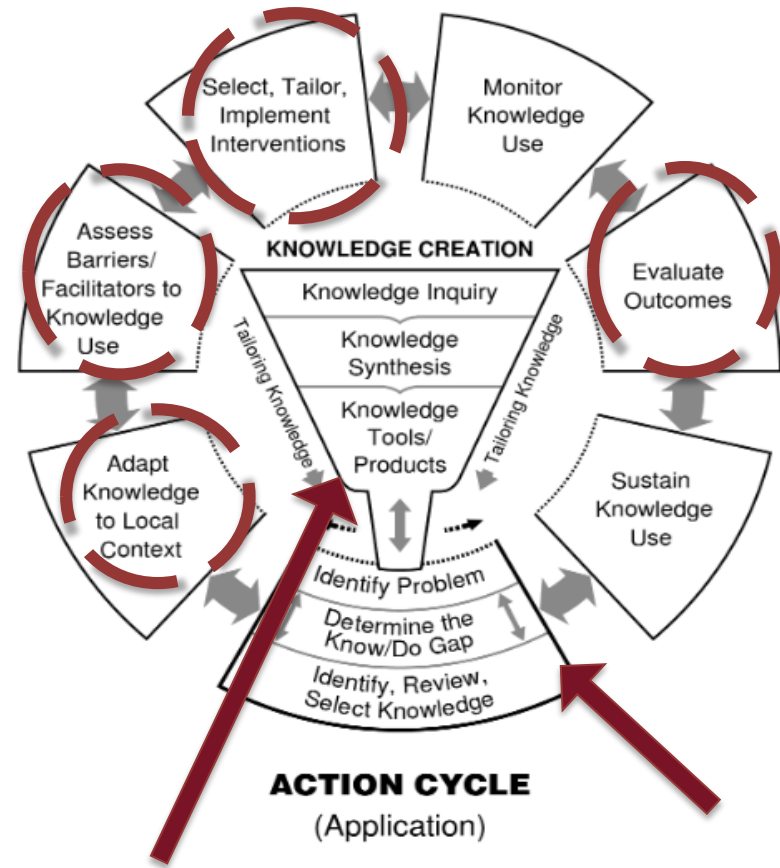 Select, Tailor,
Implement
Interventions
Monitor
Knowledge
Use
Assess
Barriers/
Facilitators to
Knowledge
Use
KNOWLEDGE CREATION
Knowledge Inquiry
Knowledge
Synthesis
Knowledge
Tools/
Products
Tailoring Knowledge
Tailoring Knowledge
Evaluate
Outcomes
Adapt
Knowledge
to Local
Context
Sustain
Knowledge
Use
Identify Problem
Determine the
Know/Do Gap
Identify, Review,
Select Knowledge
ACTION CYCLE
(Application)